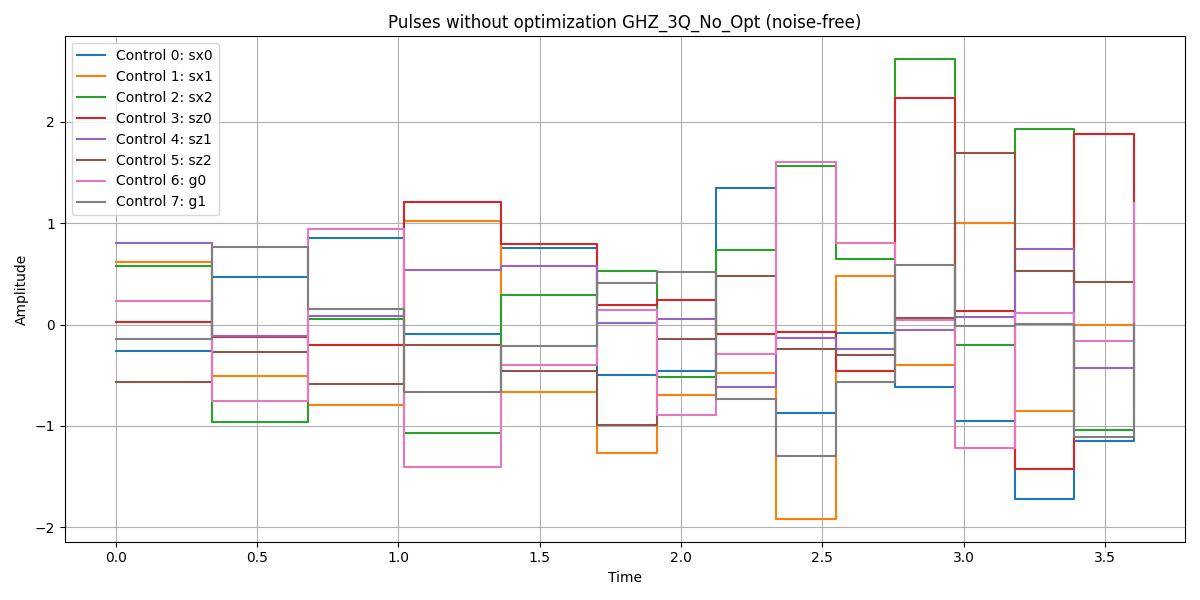 Pulses without optimization GHZ_3Q_No_Opt (noise-free)
Control 0: sx0
Control 1: sx1
Control 2: sx2
Control 3: sz0
Control 4: sz1
Control 5: sz2
Control 6: g0
Control 7: g1
Amplitude
2
1
0
−1
−2
0.0 0.5 1.0 1.5 2.0 2.5 3.0 3.5
Time